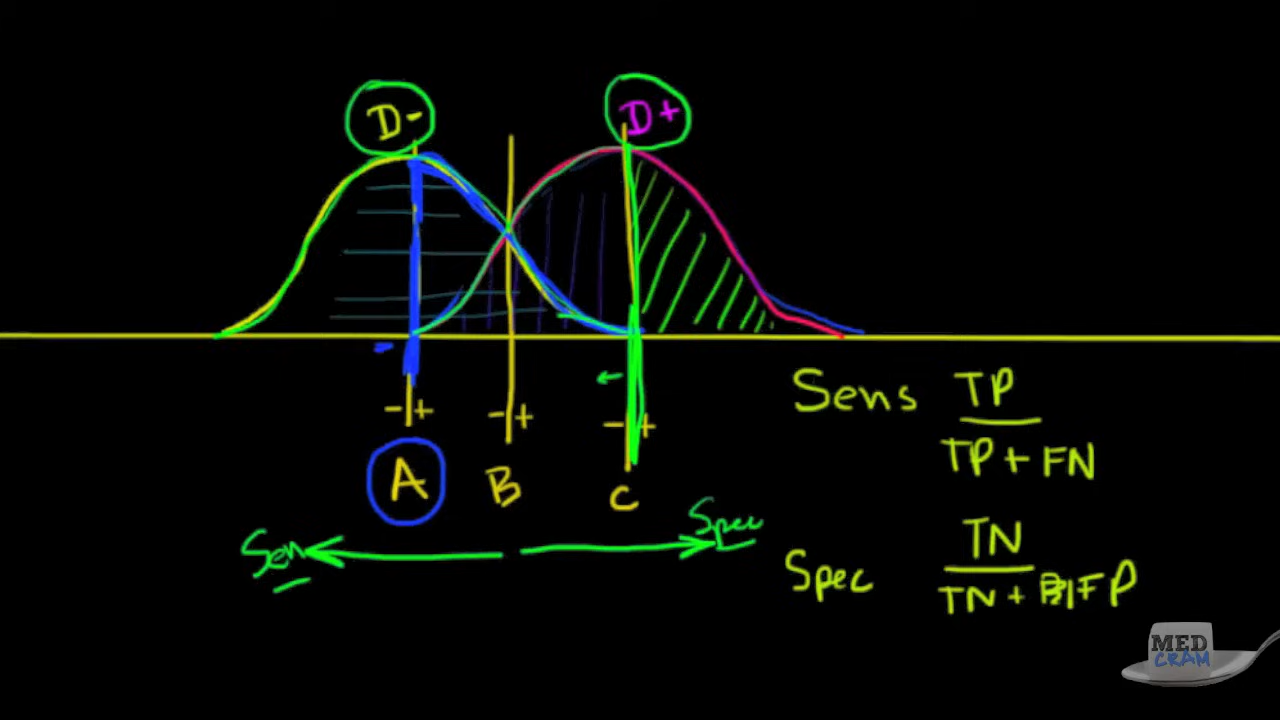 D- D+
-
-+ -+ -+
A B C
Sen Spec
Sens TP
TP + FN
Spec TN
TN + FP
MED
CRAM